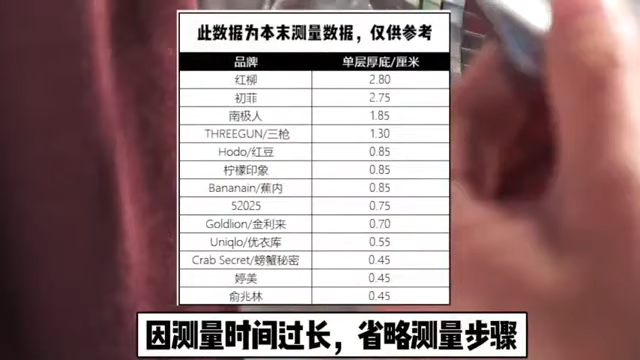 此数据为本末测量数据，仅供参考
品牌 单层厚底/厘米
红柳 2.80
初菲 2.75
南极人 1.85
THREEGUN/三枪 1.30
Hodo/红豆 0.85
柠檬印象 0.85
Bananain/蕉内 0.85
52025 0.75
Goldlion/金利来 0.70
Uniqlo/优衣库 0.55
Crab Secret/螃蟹秘密 0.45
婷美 0.45
俞兆林 0.45
因测量时间过长，省略测量步骤